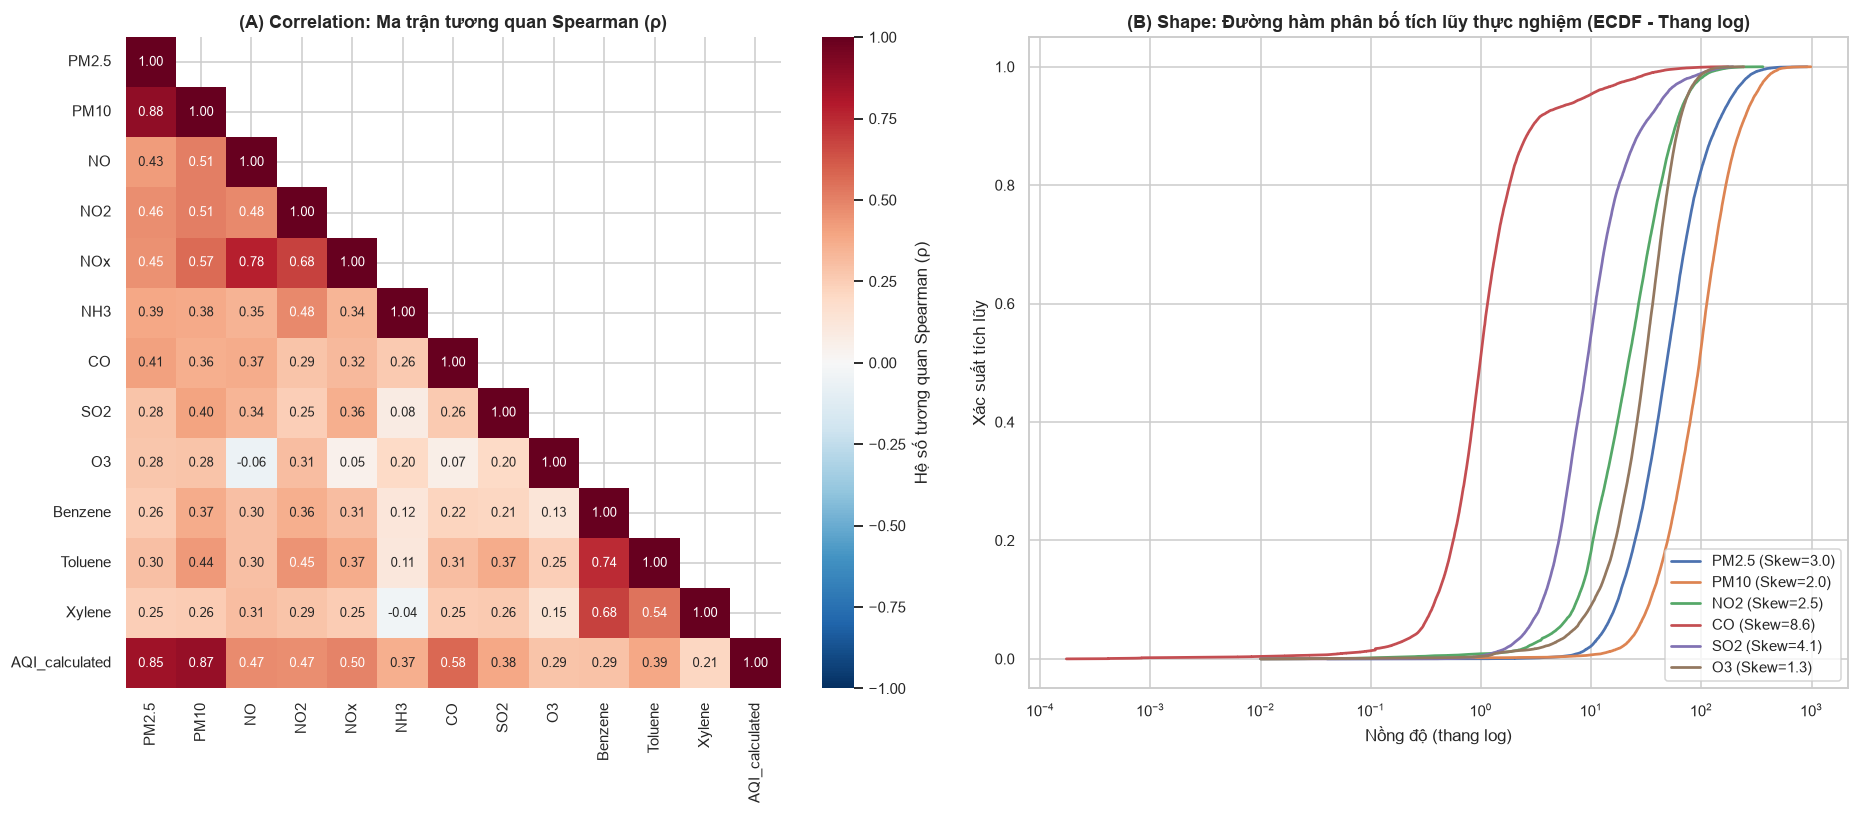 (A) Correlation: Ma trận tương quan Spearman (ρ)
PM2.5 1.00
PM10 0.88 1.00
NO 0.43 0.51 1.00
NO2 0.46 0.51 0.48 1.00
NOx 0.45 0.57 0.78 0.68 1.00
NH3 0.39 0.38 0.35 0.48 0.34 1.00
CO 0.41 0.36 0.37 0.29 0.32 0.26 1.00
SO2 0.28 0.40 0.34 0.25 0.36 0.08 0.26 1.00
O3 0.28 0.28 -0.06 0.31 0.05 0.20 0.07 0.20 1.00
Benzene 0.26 0.37 0.30 0.36 0.31 0.12 0.22 0.21 0.13 1.00
Toluene 0.30 0.44 0.30 0.45 0.37 0.11 0.31 0.37 0.25 0.74 1.00
Xylene 0.25 0.26 0.31 0.29 0.25 -0.04 0.25 0.26 0.15 0.68 0.54 1.00
AQI_calculated 0.85 0.87 0.47 0.47 0.50 0.37 0.58 0.38 0.29 0.29 0.39 0.21 1.00
PM2.5 PM10 NO NO2 NOx NH3 CO SO2 O3 Benzene Toluene Xylene AQI_calculated
1.00
0.75
0.50
0.25
0.00
−0.25
−0.50
−0.75
−1.00
Hệ số tương quan Spearman (ρ)
(B) Shape: Đường hàm phân bố tích lũy thực nghiệm (ECDF - Thang log)
Xác suất tích lũy
1.0
0.8
0.6
0.4
0.2
0.0
PM2.5 (Skew=3.0)
PM10 (Skew=2.0)
NO2 (Skew=2.5)
CO (Skew=8.6)
SO2 (Skew=4.1)
O3 (Skew=1.3)
10⁻⁴ 10⁻³ 10⁻² 10⁻¹ 10⁰ 10¹ 10² 10³
Nồng độ (thang log)